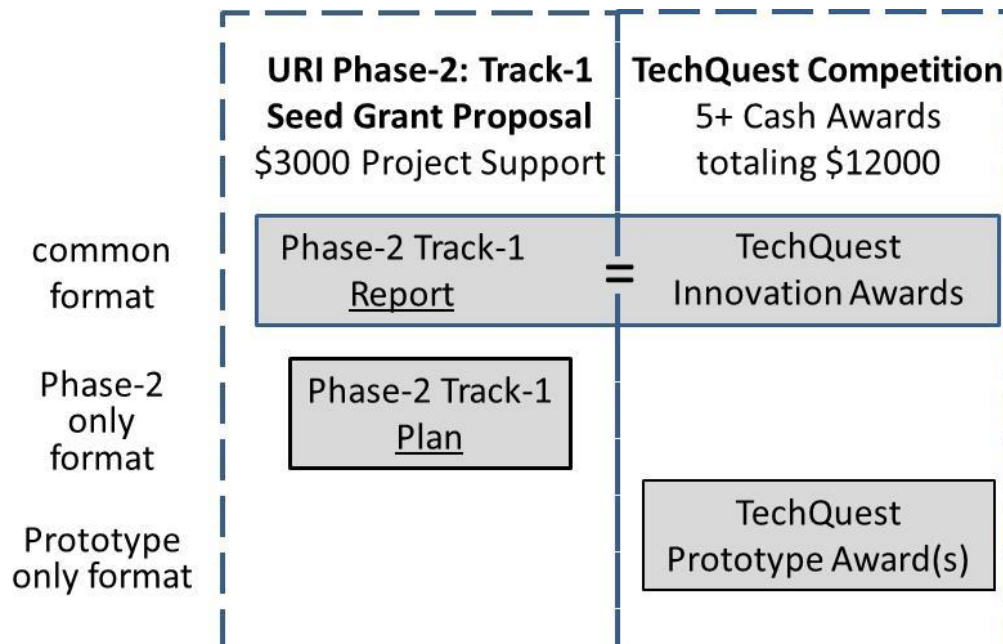 URI Phase-2: Track-1
Seed Grant Proposal
$3000 Project Support
TechQuest Competition
5+ Cash Awards
totaling $12000
common
format
Phase-2 Track-1
Report
=
TechQuest
Innovation Awards
Phase-2
only
format
Phase-2 Track-1
Plan
Prototype
only format
TechQuest
Prototype Award(s)